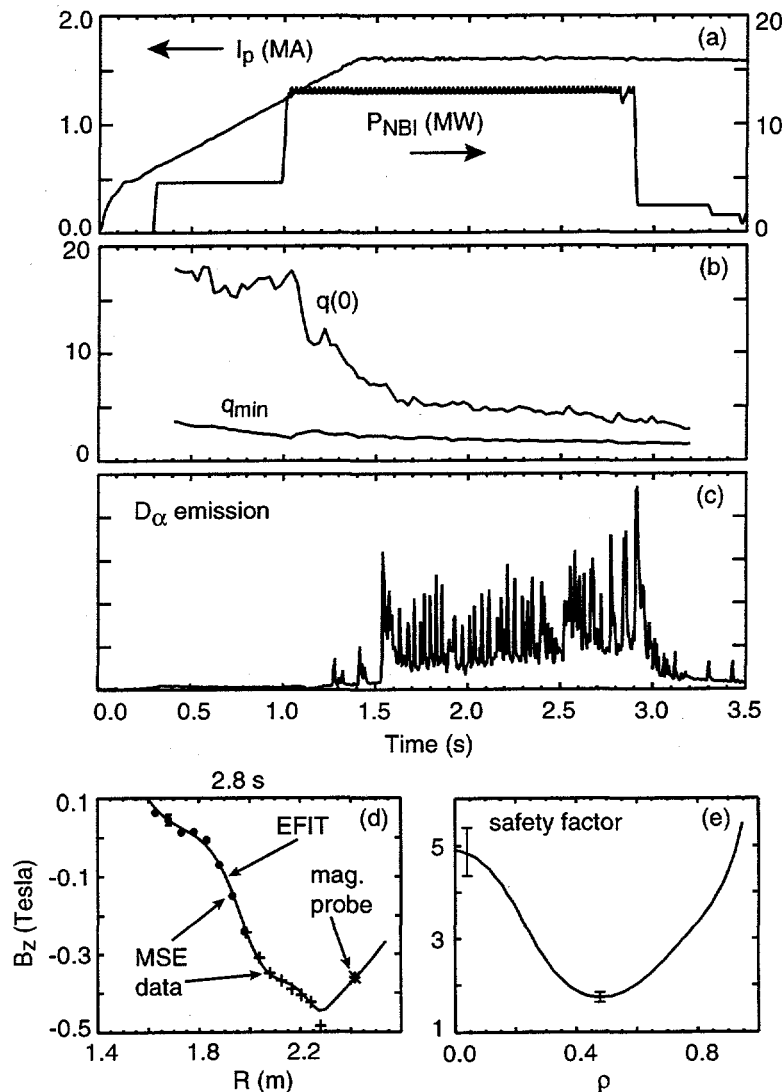 2.0
I_p (MA)
(a)
20
1.0
P_NBI (MW)
10
0.0
0
20
(b)
q(0)
10
q_min
0
(c)
D_α emission
0.0 0.5 1.0 1.5 2.0 2.5 3.0 3.5
Time (s)
2.8 s
0.1
(d)
EFIT
-0.1
mag.
probe
B_z (Tesla)
-0.3
MSE
data
-0.5
1.4 1.8 2.2
R (m)
safety factor
(e)
5
3
1
0.0 0.4 0.8
ρ